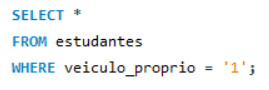 SELECT *
FROM estudantes
WHERE veiculo_proprio = '1';